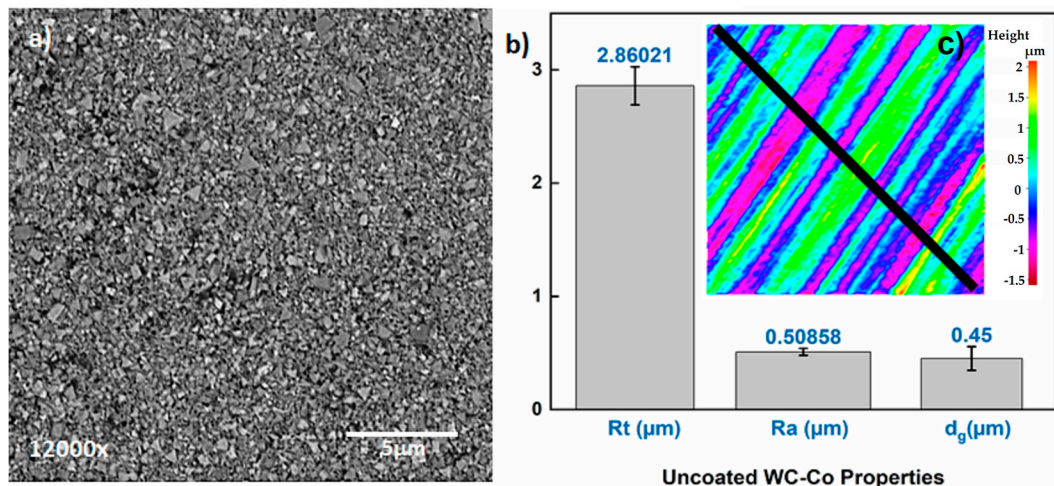 a)
12000x
5µm
b)
3
2
1
0
2.86021
0.50858
0.45
Rt (µm)
Ra (µm)
dg(µm)
Uncoated WC-Co Properties
c)
Height
µm
2
1.5
1
0.5
0
-0.5
-1
-1.5